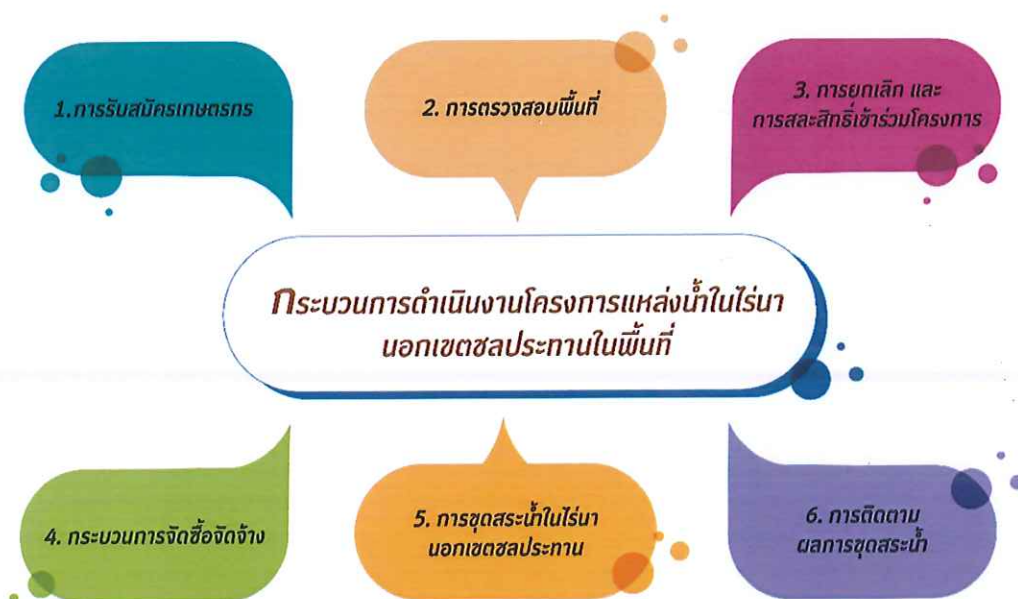 1.การรับสมัครเกษตรกร
2. การตรวจสอบพื้นที่
3. การยกเลิก และ
การสละสิทธิ์เข้าร่วมโครงการ
กระบวนการดำเนินงานโครงการแหล่งน้ำในไร่นา
นอกเขตชลประทานในพื้นที่
4. กระบวนการจัดซื้อจัดจ้าง
5. การขุดสระน้ำในไร่นา
นอกเขตชลประทาน
6. การติดตาม
ผลการขุดสระน้ำ